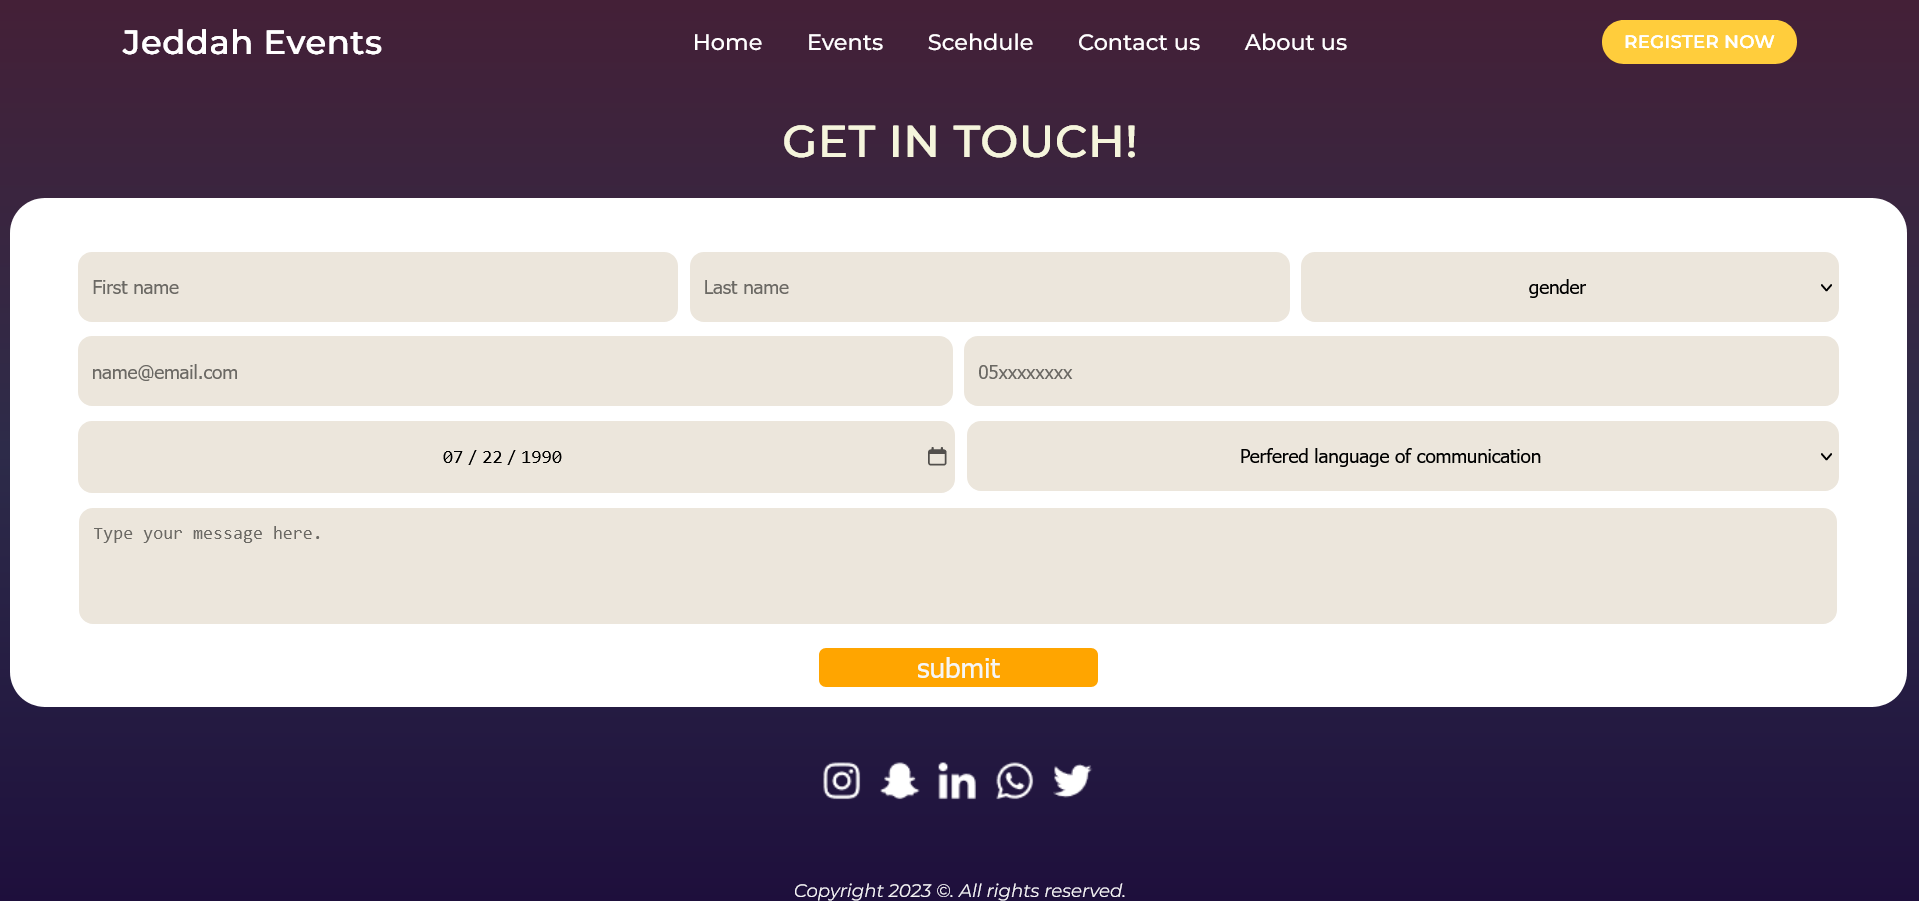 Jeddah Events
Home Events Scehdule Contact us About us
REGISTER NOW
GET IN TOUCH!
First name
Last name
gender
name@email.com
05xxxxxxxx
07 / 22 / 1990
Perfered language of communication
Type your message here.
submit
Copyright 2023 ©. All rights reserved.